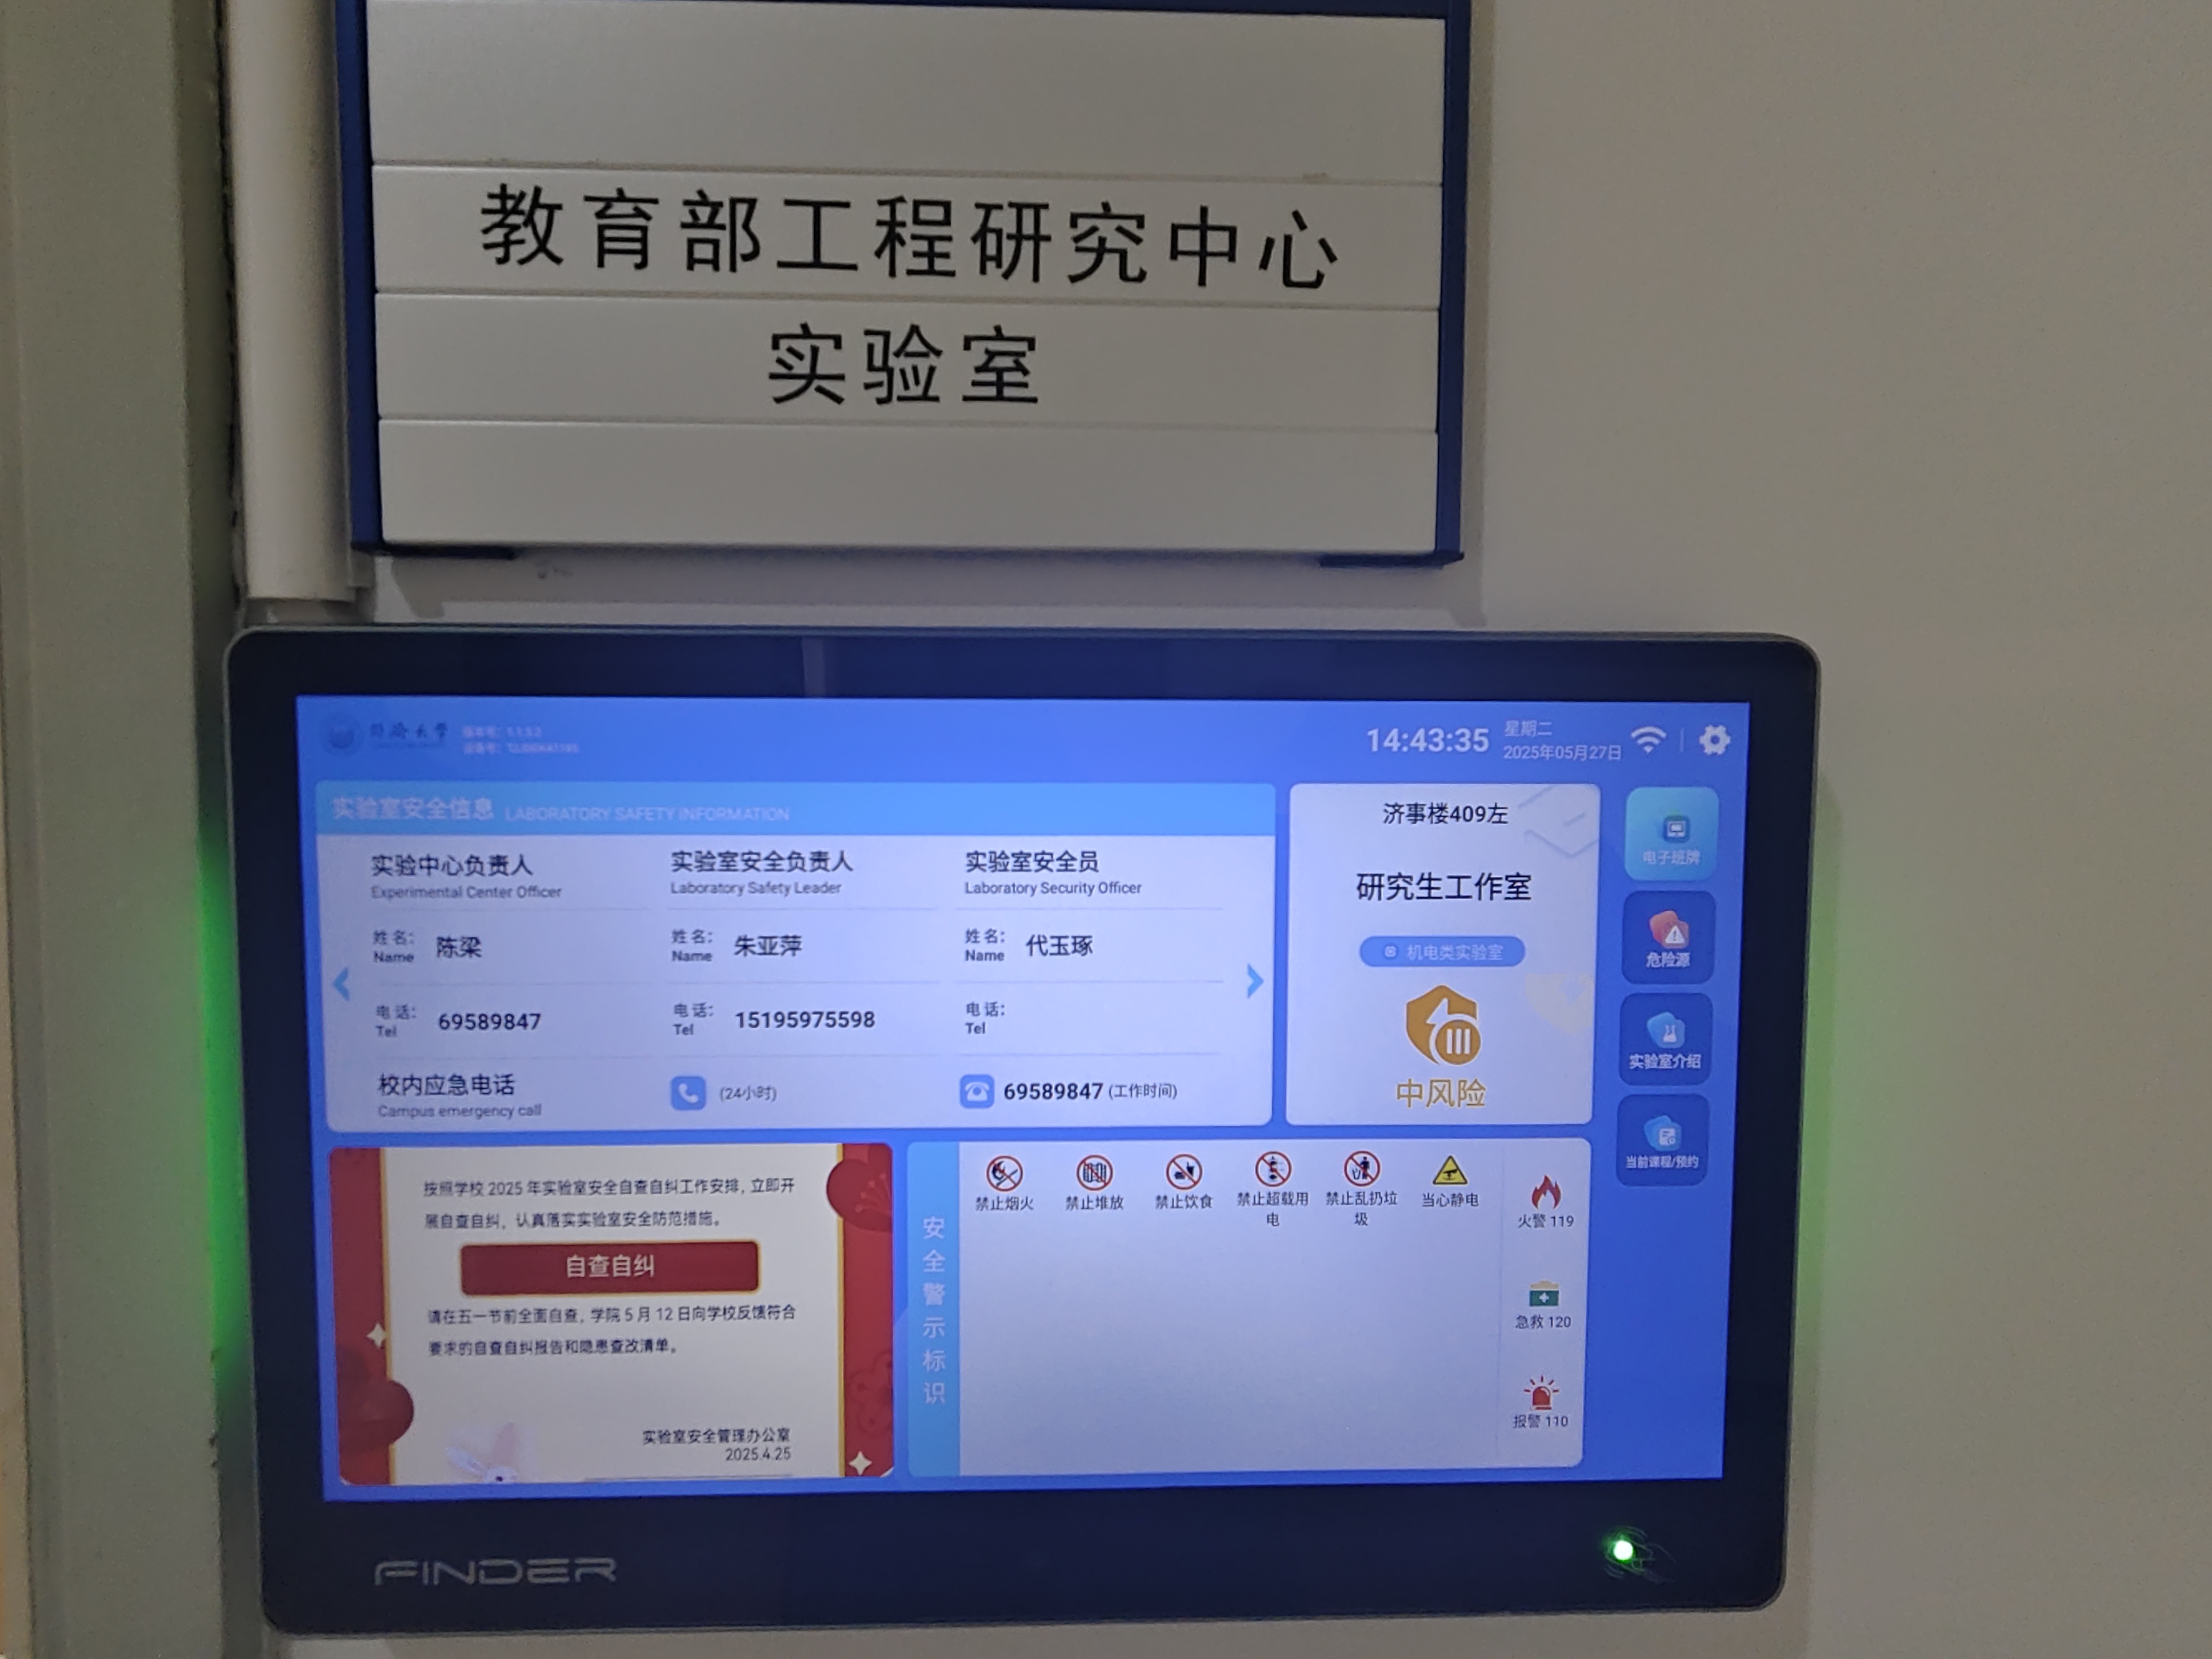 教育部工程研究中心
实验室
14:43:35
星期二
2025年05月27日
实验室安全信息 LABORATORY SAFETY INFORMATION
实验中心负责人
Experimental Center Officer
姓名: 陈梁
Name
电话: 69589847
Tel
实验室安全负责人
Laboratory Safety Leader
姓名: 朱亚萍
Name
电话: 15195975598
Tel
实验室安全员
Laboratory Security Officer
姓名: 代玉琢
Name
电话:
Tel
校内应急电话
Campus emergency call
(24小时)
69589847 (工作时间)
济事楼409左
研究生工作室
机电类实验室
中风险
电子班牌
危险源
实验室介绍
当前课程/预约
按照学校 2025 年实验室安全自查自纠工作安排, 立即开
展自查自纠, 认真落实实验室安全防范措施。
自查自纠
请在五一节前全面自查, 学院 5 月 12 日向学校反馈符合
要求的自查自纠报告和隐患查改清单。
实验室安全管理办公室
2025.4.25
安全警示标识
禁止烟火
禁止堆放
禁止饮食
禁止超载用
电
禁止乱扔垃
圾
当心静电
火警 119
急救 120
报警 110
FINDER